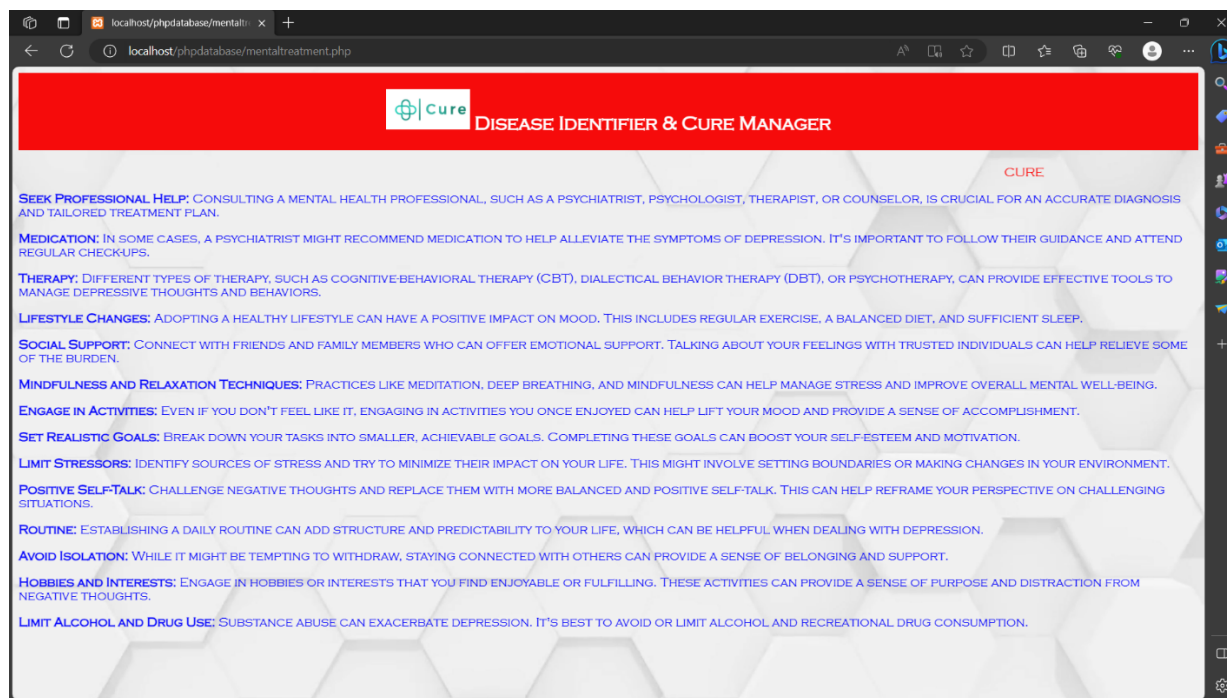 localhost/phpdatabase/mentaltr
localhost/phpdatabase/mentaltreatment.php
Cure
Disease Identifier & Cure Manager
CURE
Seek Professional Help: Consulting a mental health professional, such as a psychiatrist, psychologist, therapist, or counselor, is crucial for an accurate diagnosis
and tailored treatment plan.
Medication: In some cases, a psychiatrist might recommend medication to help alleviate the symptoms of depression. It's important to follow their guidance and attend
regular check-ups.
Therapy: Different types of therapy, such as cognitive-behavioral therapy (CBT), dialectical behavior therapy (DBT), or psychotherapy, can provide effective tools to
manage depressive thoughts and behaviors.
Lifestyle Changes: Adopting a healthy lifestyle can have a positive impact on mood. This includes regular exercise, a balanced diet, and sufficient sleep.
Social Support: Connect with friends and family members who can offer emotional support. Talking about your feelings with trusted individuals can help relieve some
of the burden.
Mindfulness and Relaxation Techniques: Practices like meditation, deep breathing, and mindfulness can help manage stress and improve overall mental well-being.
Engage in Activities: Even if you don't feel like it, engaging in activities you once enjoyed can help lift your mood and provide a sense of accomplishment.
Set Realistic Goals: Break down your tasks into smaller, achievable goals. Completing these goals can boost your self-esteem and motivation.
Limit Stressors: Identify sources of stress and try to minimize their impact on your life. This might involve setting boundaries or making changes in your environment.
Positive Self-Talk: Challenge negative thoughts and replace them with more balanced and positive self-talk. This can help reframe your perspective on challenging
situations.
Routine: Establishing a daily routine can add structure and predictability to your life, which can be helpful when dealing with depression.
Avoid Isolation: While it might be tempting to withdraw, staying connected with others can provide a sense of belonging and support.
Hobbies and Interests: Engage in hobbies or interests that you find enjoyable or fulfilling. These activities can provide a sense of purpose and distraction from
negative thoughts.
Limit Alcohol and Drug Use: Substance abuse can exacerbate depression. It's best to avoid or limit alcohol and recreational drug consumption.